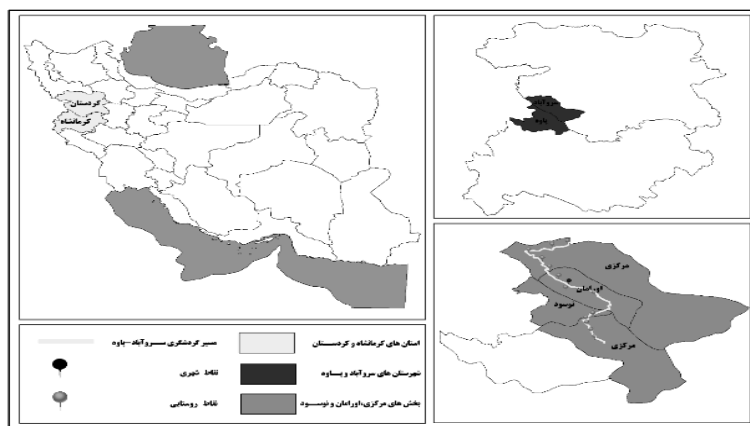 کردستان
کرمانشاه
سروآباد
پاوه
مرکزی
اورامان
نوسود
مرکزی
استان های کرمانشاه و کردستان
مسیر گردشگری سروآباد-پاوه
شهرستان های سروآباد و پاوه
نقاط شهری
بخش های مرکزی،اورامان و نوسود
نقاط روستایی